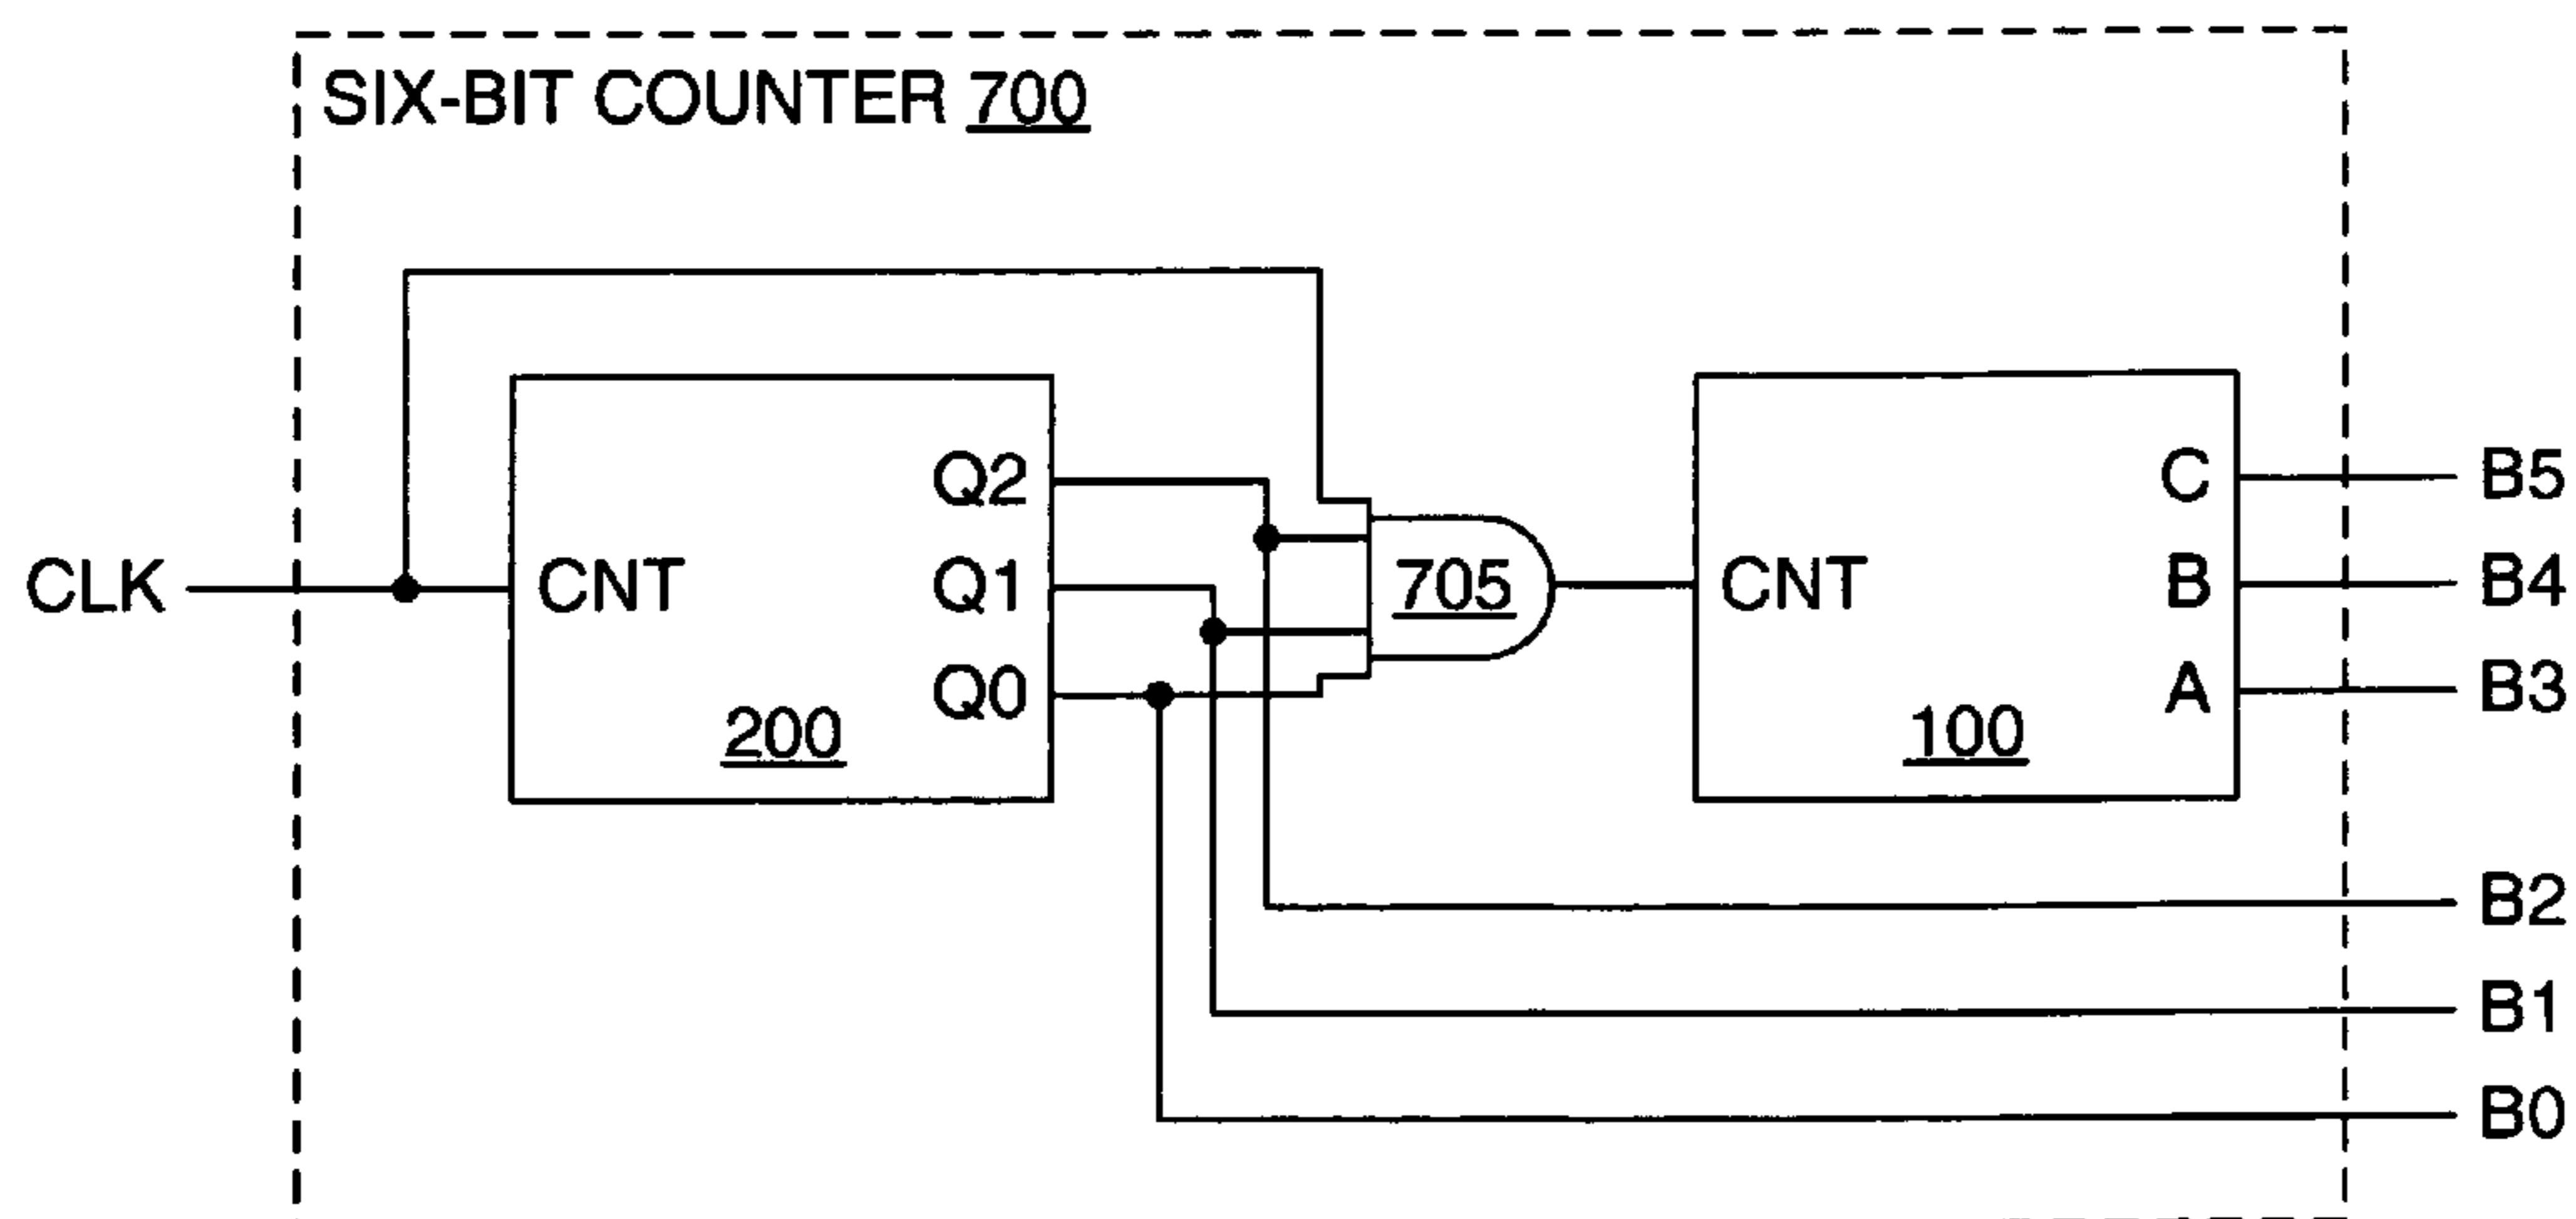 SIX-BIT COUNTER 700
CLK
CNT
Q2
Q1
Q0
200
705
CNT
C
B
A
100
B5
B4
B3
B2
B1
B0